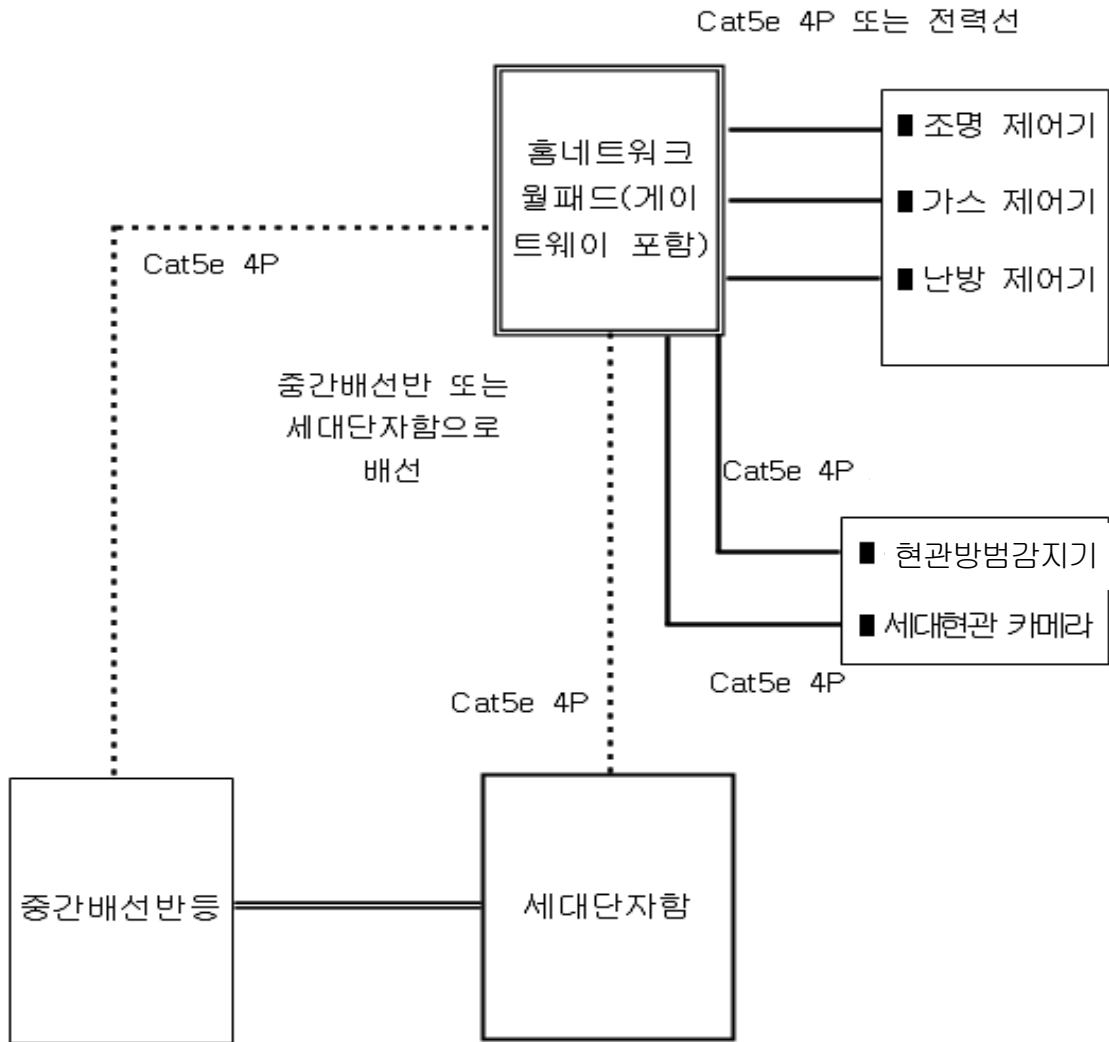 Cat5e 4P 또는 전력선
홈네트워크
월패드(게이
트웨이 포함)
■ 조명 제어기
■ 가스 제어기
■ 난방 제어기
Cat5e 4P
중간배선반 또는
세대단자함으로
배선
Cat5e 4P
■ 현관방범감지기
■ 세대현관 카메라
Cat5e 4P
Cat5e 4P
중간배선반등
세대단자함